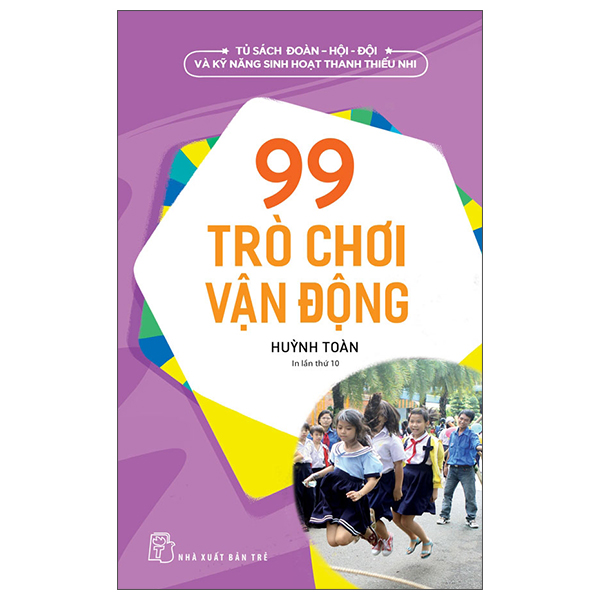 TỦ SÁCH ĐOÀN - HỘI - ĐỘI
VÀ KỸ NĂNG SINH HOẠT THANH THIẾU NHI
99
TRÒ CHƠI
VẬN ĐỘNG
HUỲNH TOÀN
In lần thứ 10
NHÀ XUẤT BẢN TRẺ